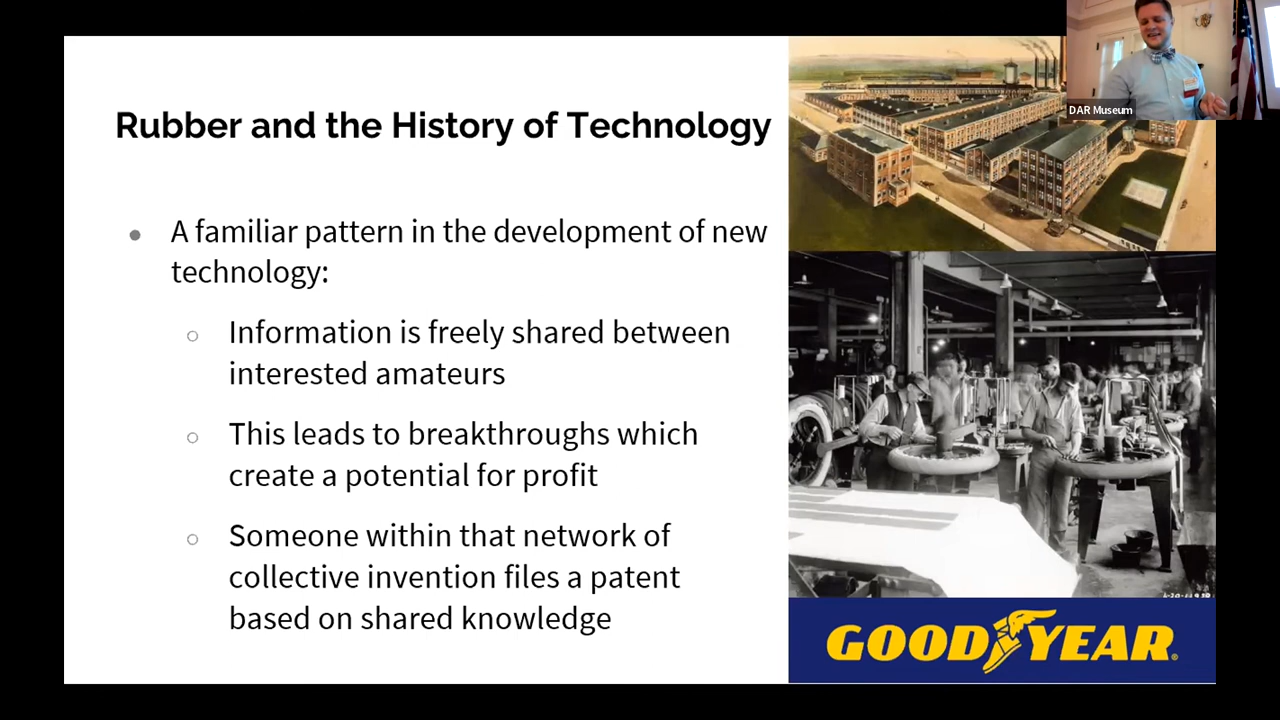 DAR Museum
Rubber and the History of Technology
A familiar pattern in the development of new
technology:
Information is freely shared between
interested amateurs
This leads to breakthroughs which
create a potential for profit
Someone within that network of
collective invention files a patent
based on shared knowledge
GOODYEAR®